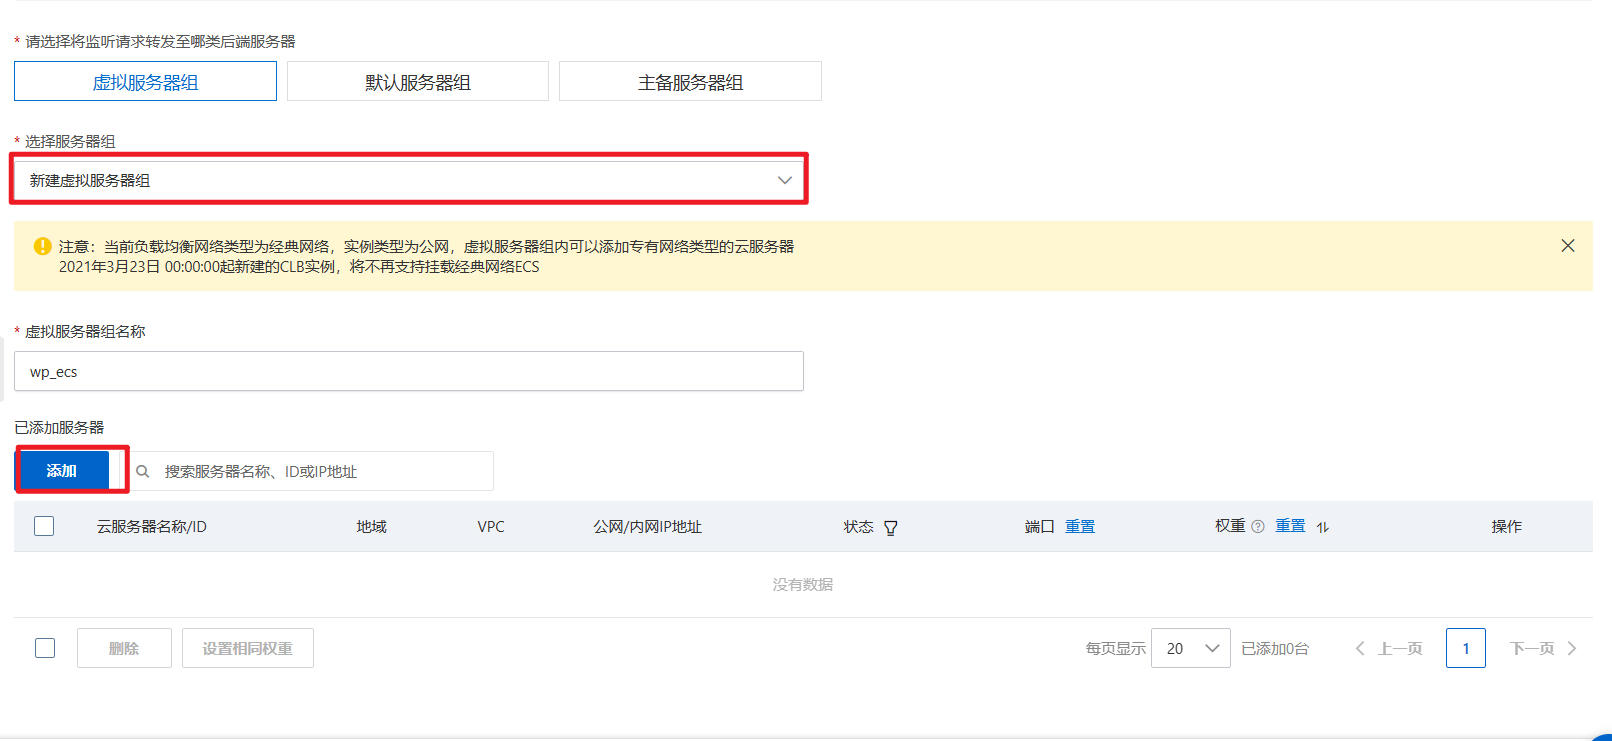 * 请选择将监听请求转发至哪类后端服务器
虚拟服务器组 默认服务器组 主备服务器组
* 选择服务器组
新建虚拟服务器组
注意：当前负载均衡网络类型为经典网络，实例类型为公网，虚拟服务器组内可以添加专有网络类型的云服务器
2021年3月23日 00:00:00起新建的CLB实例，将不再支持挂载经典网络ECS
* 虚拟服务器组名称
wp_ecs
已添加服务器
添加 搜索服务器名称、ID或IP地址
云服务器名称/ID 地域 VPC 公网/内网IP地址 状态 端口 重置 权重 重置 操作
没有数据
删除 设置相同权重 每页显示 20 已添加0台 上一页 1 下一页